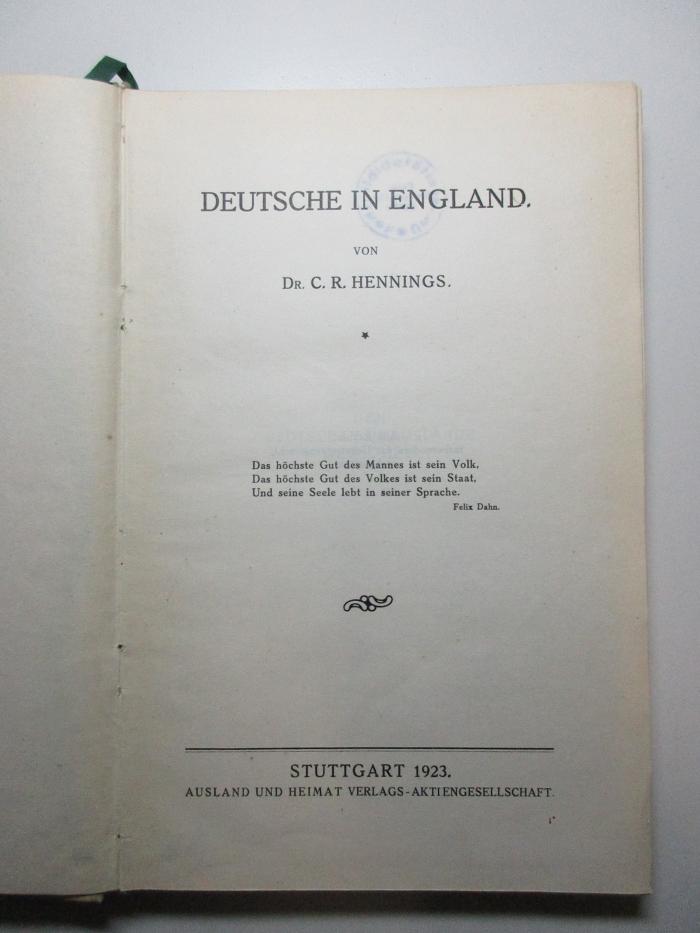 DEUTSCHE IN ENGLAND.
VON
DR. C. R. HENNINGS.
Das höchste Gut des Mannes ist sein Volk,
Das höchste Gut des Volkes ist sein Staat,
Und seine Seele lebt in seiner Sprache.
Felix Dahn.
STUTTGART 1923.
AUSLAND UND HEIMAT VERLAGS-AKTIENGESELLSCHAFT.